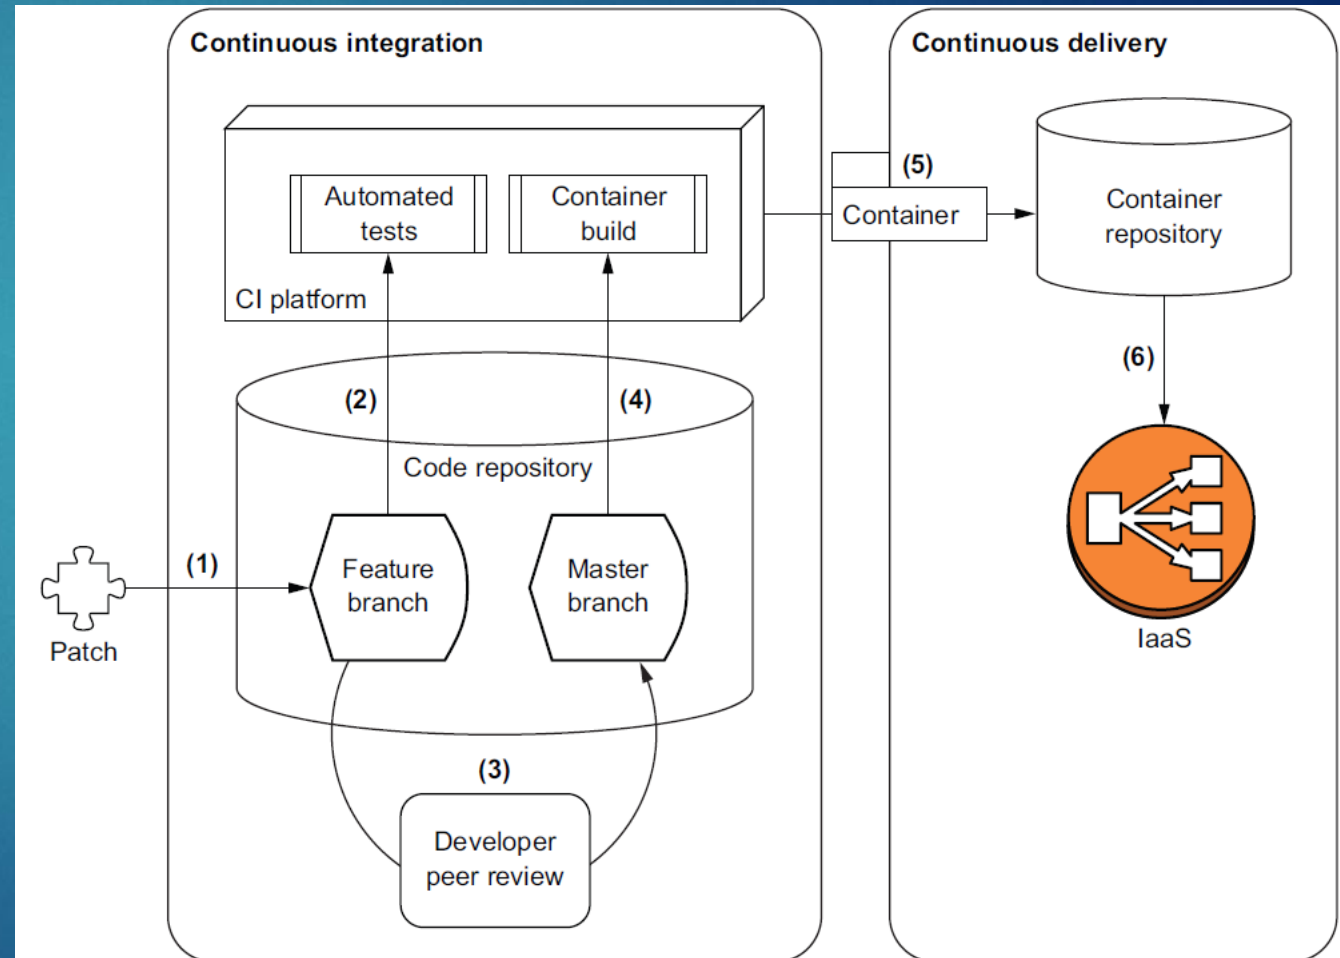 Continuous integration
Continuous delivery
Automated
tests
Container
build
CI platform
(5)
Container
Container
repository
(2)
(4)
(6)
Code repository
(1)
Feature
branch
Master
branch
Patch
IaaS
(3)
Developer
peer review